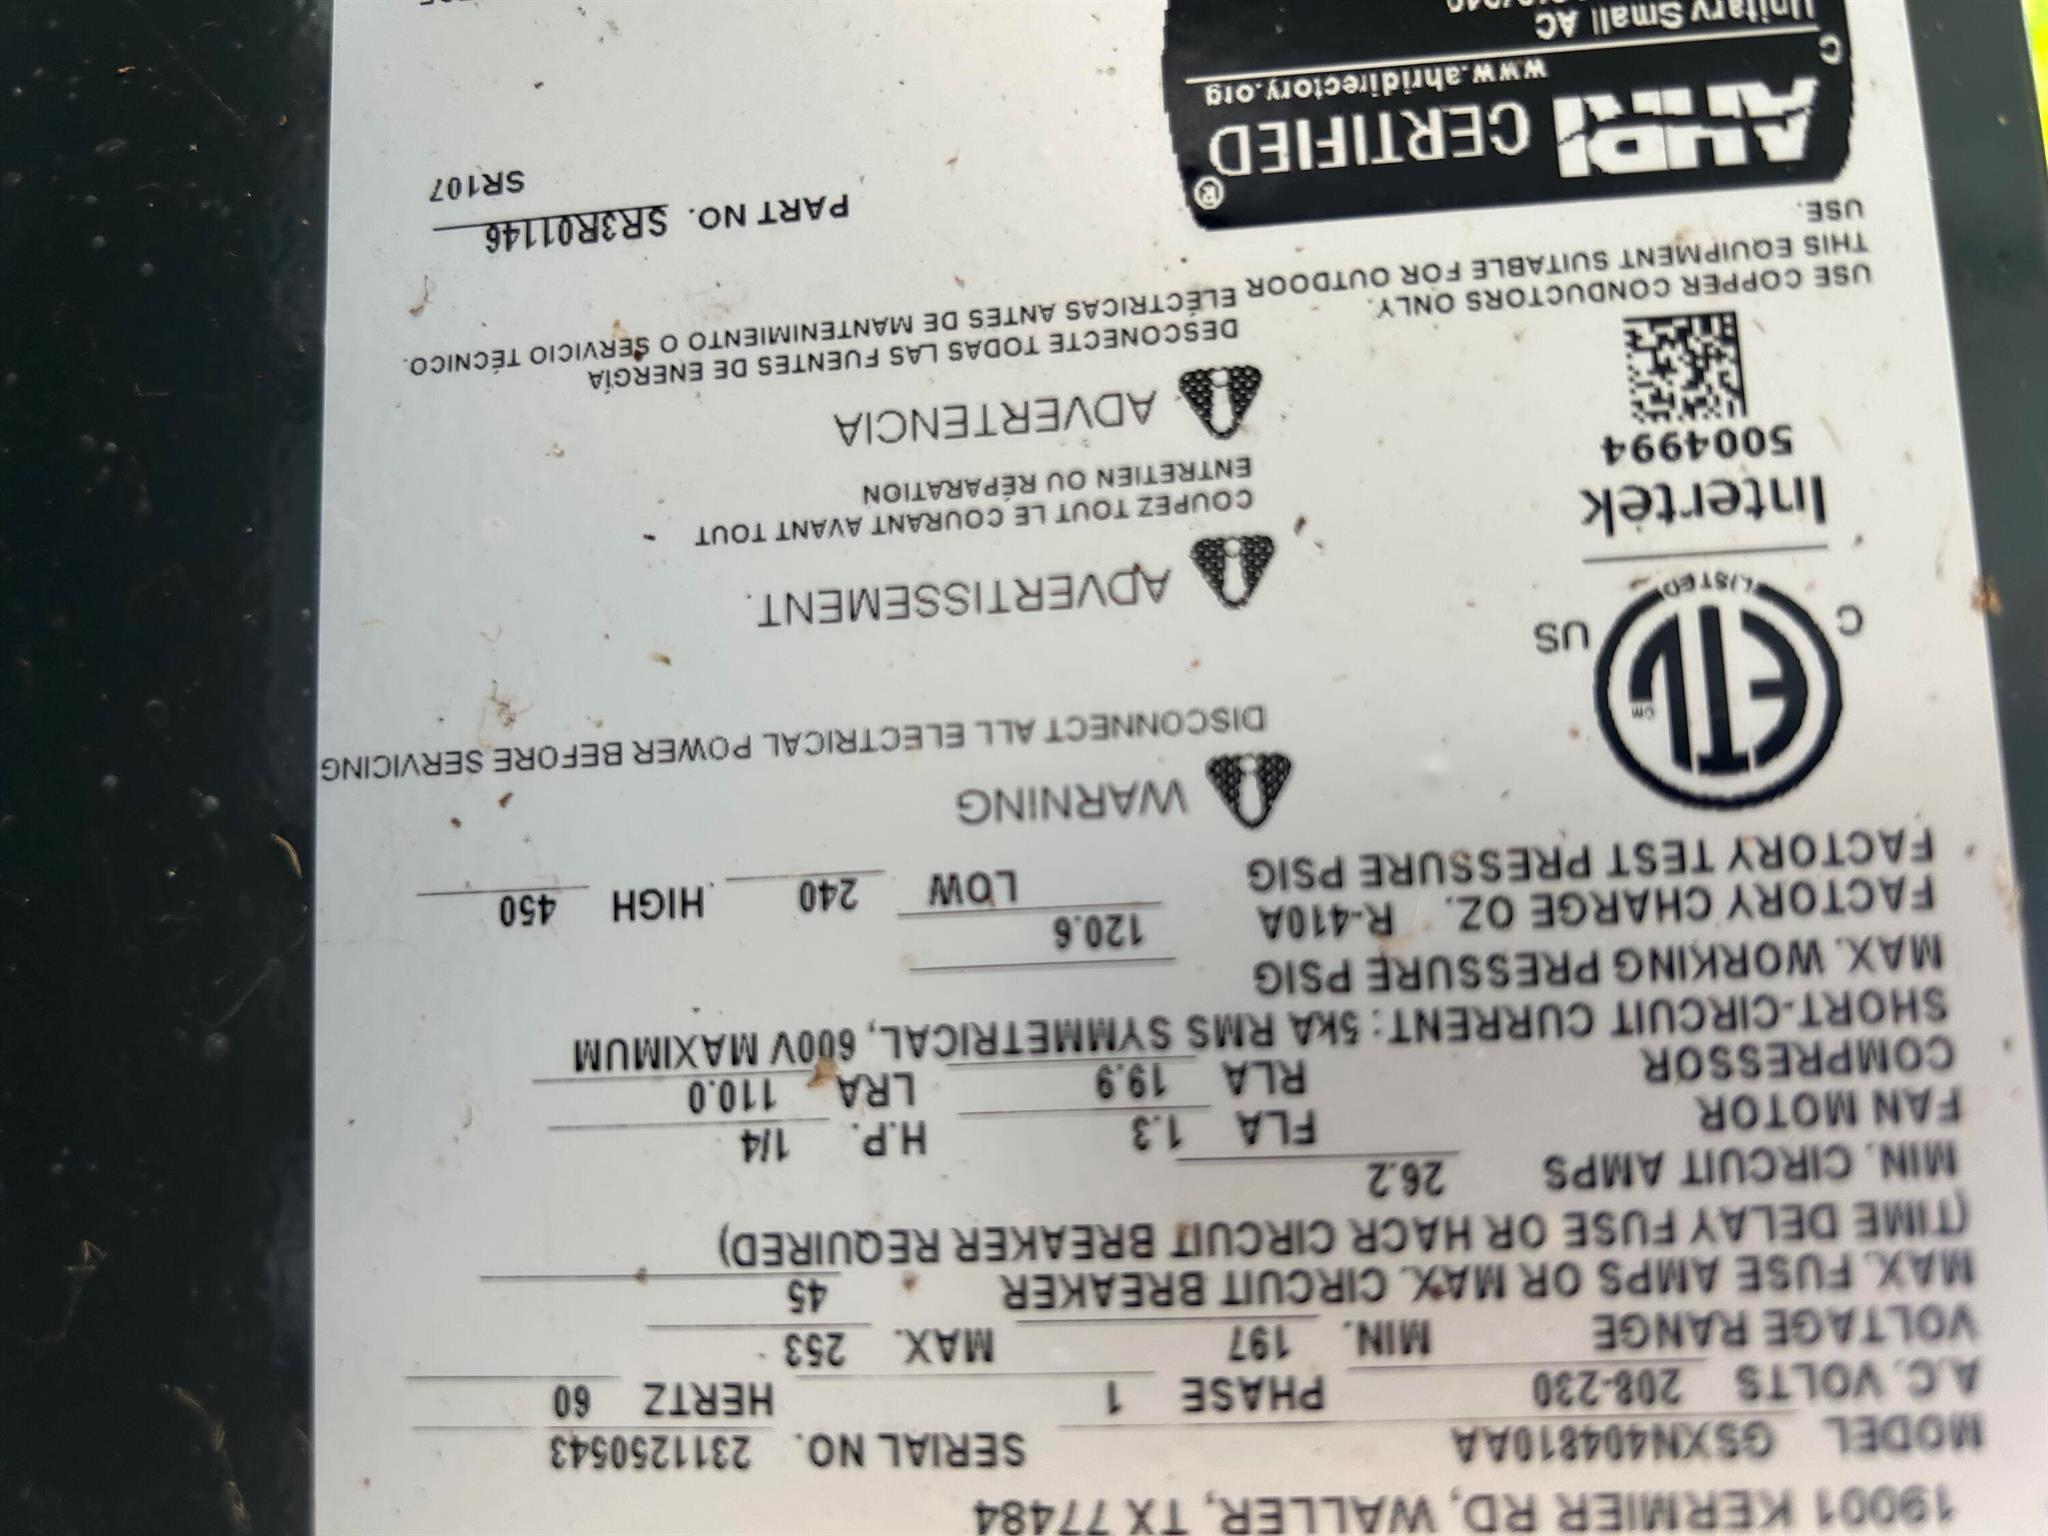 19001 KERMIER RD, WALLER, TX 77484
MODEL GSXN404810AA SERIAL NO. 2311250543
A.C. VOLTS 208-230 PHASE 1 HERTZ 60
VOLTAGE RANGE MIN. 197 MAX. 253
MAX. FUSE AMPS OR MAX. CIRCUIT BREAKER 45
(TIME DELAY FUSE OR HACR CIRCUIT BREAKER REQUIRED)
MIN. CIRCUIT AMPS 26.2
FAN MOTOR FLA 1.3 H.P. 1/4
COMPRESSOR RLA 19.9 LRA 110.0
SHORT-CIRCUIT CURRENT: 5kA RMS SYMMETRICAL, 600V MAXIMUM
MAX. WORKING PRESSURE PSIG
FACTORY CHARGE OZ. R-410A 120.6
FACTORY TEST PRESSURE PSIG LOW 240 HIGH 450
WARNING
DISCONNECT ALL ELECTRICAL POWER BEFORE SERVICING
ADVERTISSEMENT.
COUPEZ TOUT LE COURANT AVANT TOUT
ENTRETIEN OU RÉPARATION
ADVERTENCIA
DESCONECTE TODAS LAS FUENTES DE ENERGÍA
ELÉCTRICAS ANTES DE MANTENIMIENTO O SERVICIO TÉCNICO.
PART NO. SR3R01146
SR107
C ETL US
CM
LISTED
Intertek
5004994
USE COPPER CONDUCTORS ONLY.
THIS EQUIPMENT SUITABLE FOR OUTDOOR
USE.
AHRI CERTIFIED ®
www.ahridirectory.org
C
Unitary Small AC